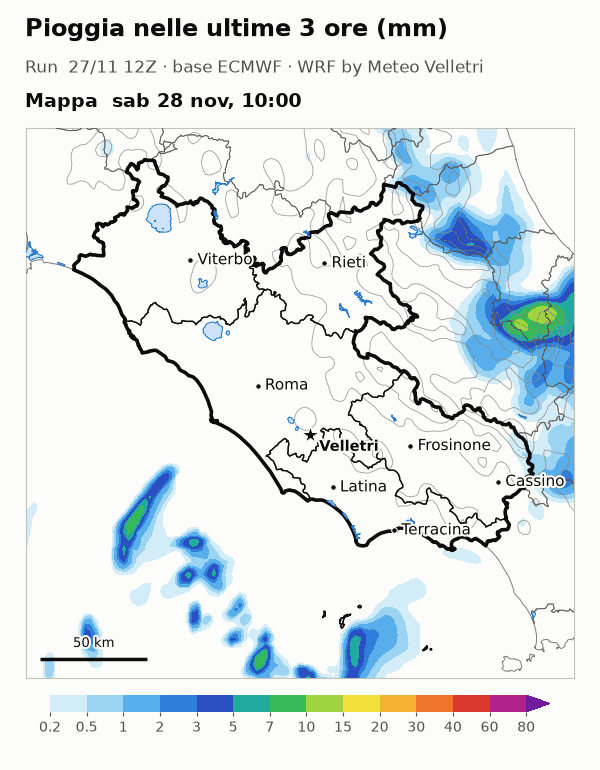 Pioggia nelle ultime 3 ore (mm)
Run  27/11 12Z · base ECMWF · WRF by Meteo Velletri
Mappa  sab 28 nov, 10:00
Viterbo
Rieti
Roma
Velletri
Frosinone
Latina
Cassino
Terracina
50 km
0.2 0.5 1 2 3 5 7 10 15 20 30 40 60 80